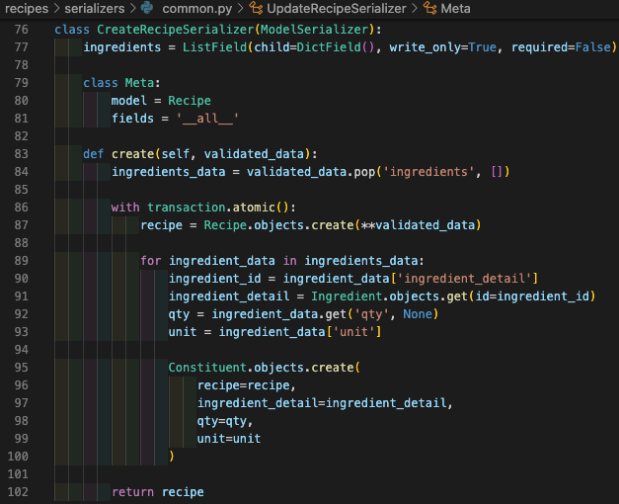 recipes > serializers > common.py > UpdateRecipeSerializer > Meta
76 class CreateRecipeSerializer(ModelSerializer):
77     ingredients = ListField(child=DictField(), write_only=True, required=False)
78
79     class Meta:
80         model = Recipe
81         fields = '__all__'
82
83     def create(self, validated_data):
84         ingredients_data = validated_data.pop('ingredients', [])
85
86         with transaction.atomic():
87             recipe = Recipe.objects.create(**validated_data)
88
89             for ingredient_data in ingredients_data:
90                 ingredient_id = ingredient_data['ingredient_detail']
91                 ingredient_detail = Ingredient.objects.get(id=ingredient_id)
92                 qty = ingredient_data.get('qty', None)
93                 unit = ingredient_data['unit']
94
95                 Constituent.objects.create(
96                     recipe=recipe,
97                     ingredient_detail=ingredient_detail,
98                     qty=qty,
99                     unit=unit
100                 )
101
102         return recipe